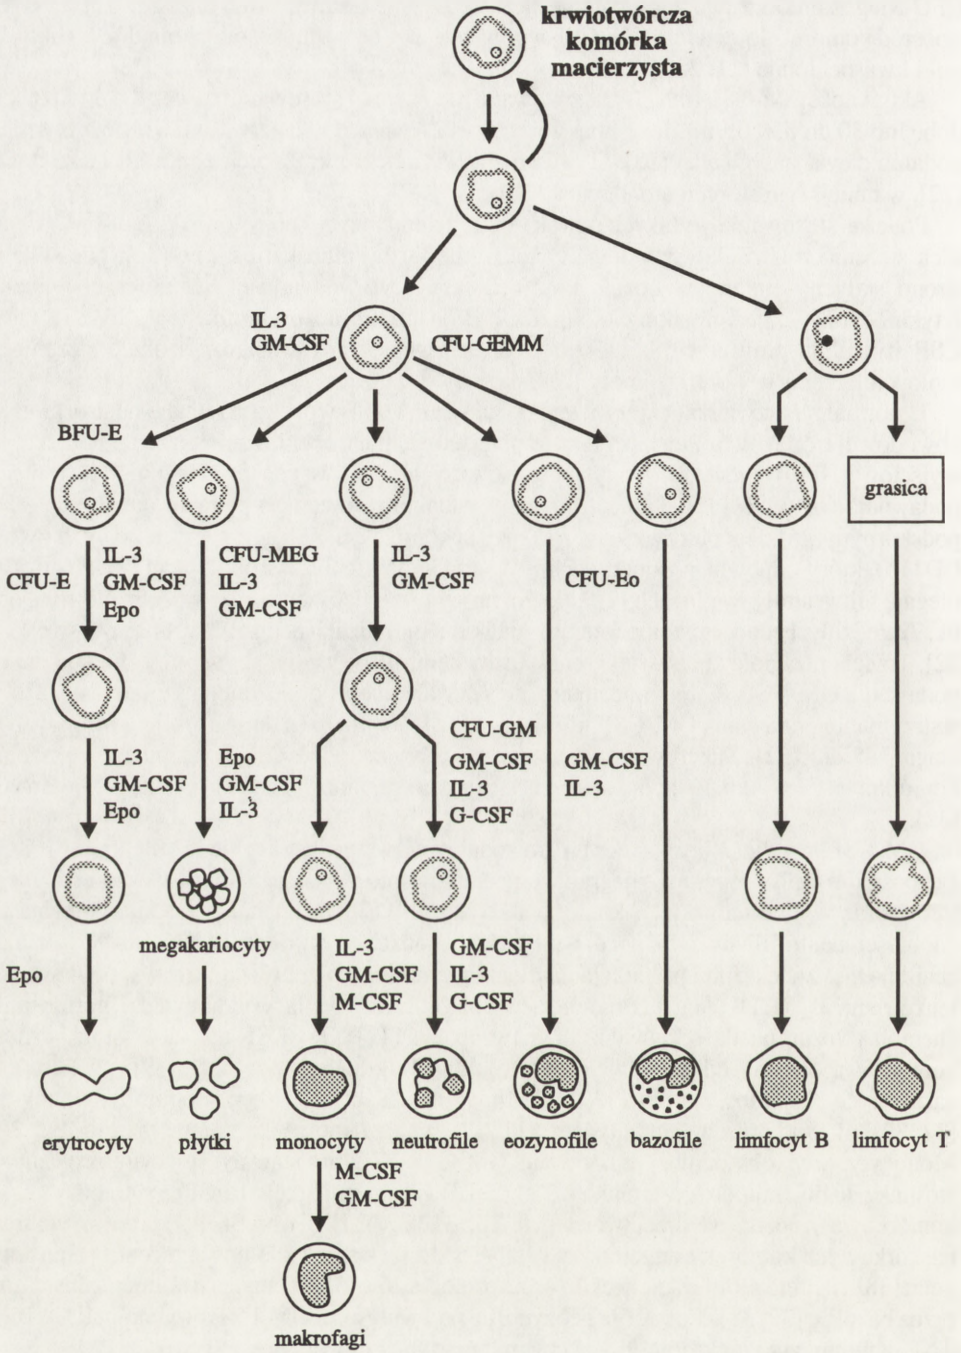 krwiotwórcza
komórka
macierzysta
IL-3
GM-CSF
CFU-GEMM
BFU-E
grasica
CFU-E
IL-3
GM-CSF
Epo
CFU-MEG
IL-3
GM-CSF
IL-3
GM-CSF
CFU-Eo
IL-3
GM-CSF
Epo
Epo
GM-CSF
IL-3
CFU-GM
GM-CSF
IL-3
G-CSF
GM-CSF
IL-3
megakariocyty
Epo
IL-3
GM-CSF
M-CSF
GM-CSF
IL-3
G-CSF
erytrocyty
płytki
monocyty
neutrofile
eozynofile
bazofile
limfocyt B
limfocyt T
M-CSF
GM-CSF
makrofagi